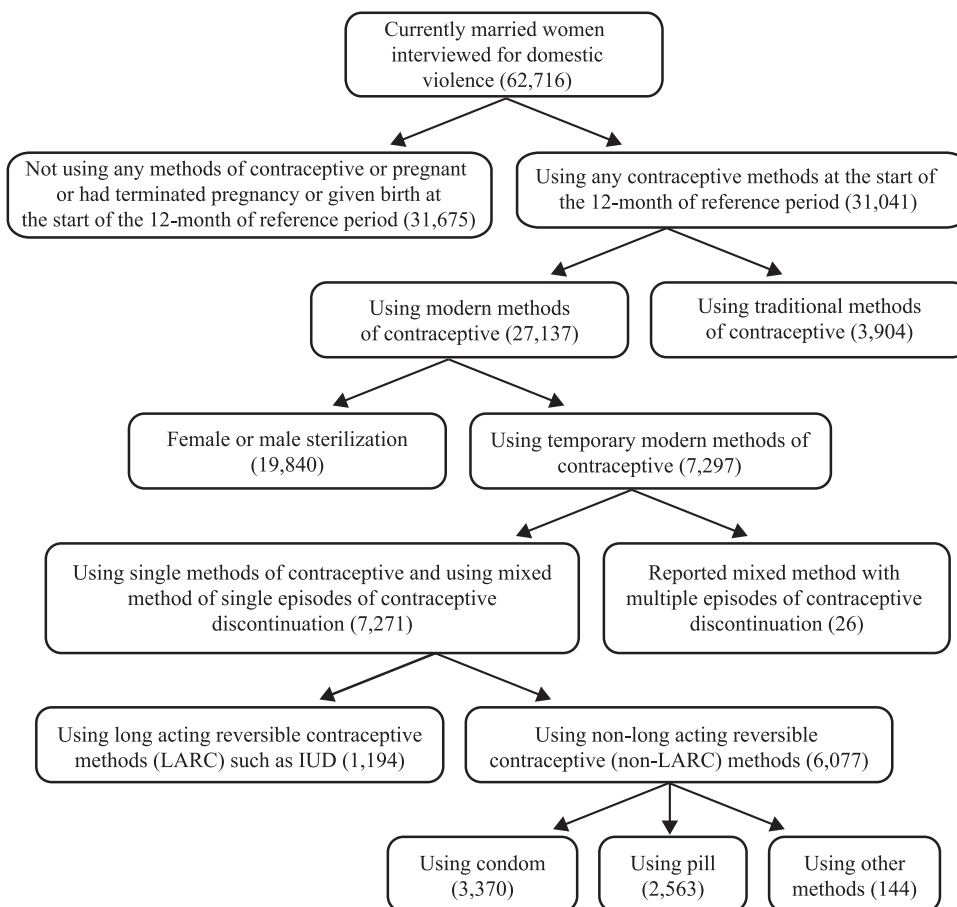 Currently married women
interviewed for domestic
violence (62,716)
Not using any methods of contraceptive or pregnant
or had terminated pregnancy or given birth at
the start of the 12-month of reference period (31,675)
Using any contraceptive methods at the start of
the 12-month of reference period (31,041)
Using modern methods
of contraceptive (27,137)
Using traditional methods
of contraceptive (3,904)
Female or male sterilization
(19,840)
Using temporary modern methods of
contraceptive (7,297)
Using single methods of contraceptive and using mixed
method of single episodes of contraceptive
discontinuation (7,271)
Reported mixed method with
multiple episodes of contraceptive
discontinuation (26)
Using long acting reversible contraceptive
methods (LARC) such as IUD (1,194)
Using non-long acting reversible
contraceptive (non-LARC) methods (6,077)
Using condom
(3,370)
Using pill
(2,563)
Using other
methods (144)